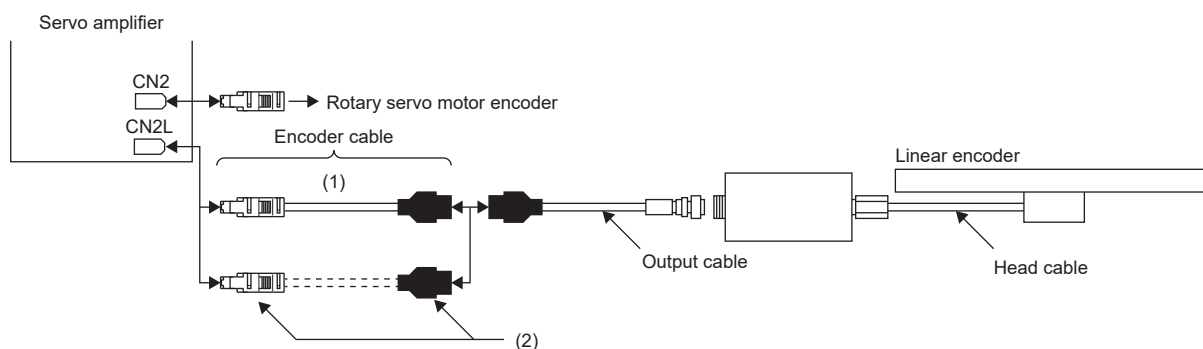 Servo amplifier
CN2
Rotary servo motor encoder
CN2L
Encoder cable
(1)
Linear encoder
Output cable
Head cable
(2)